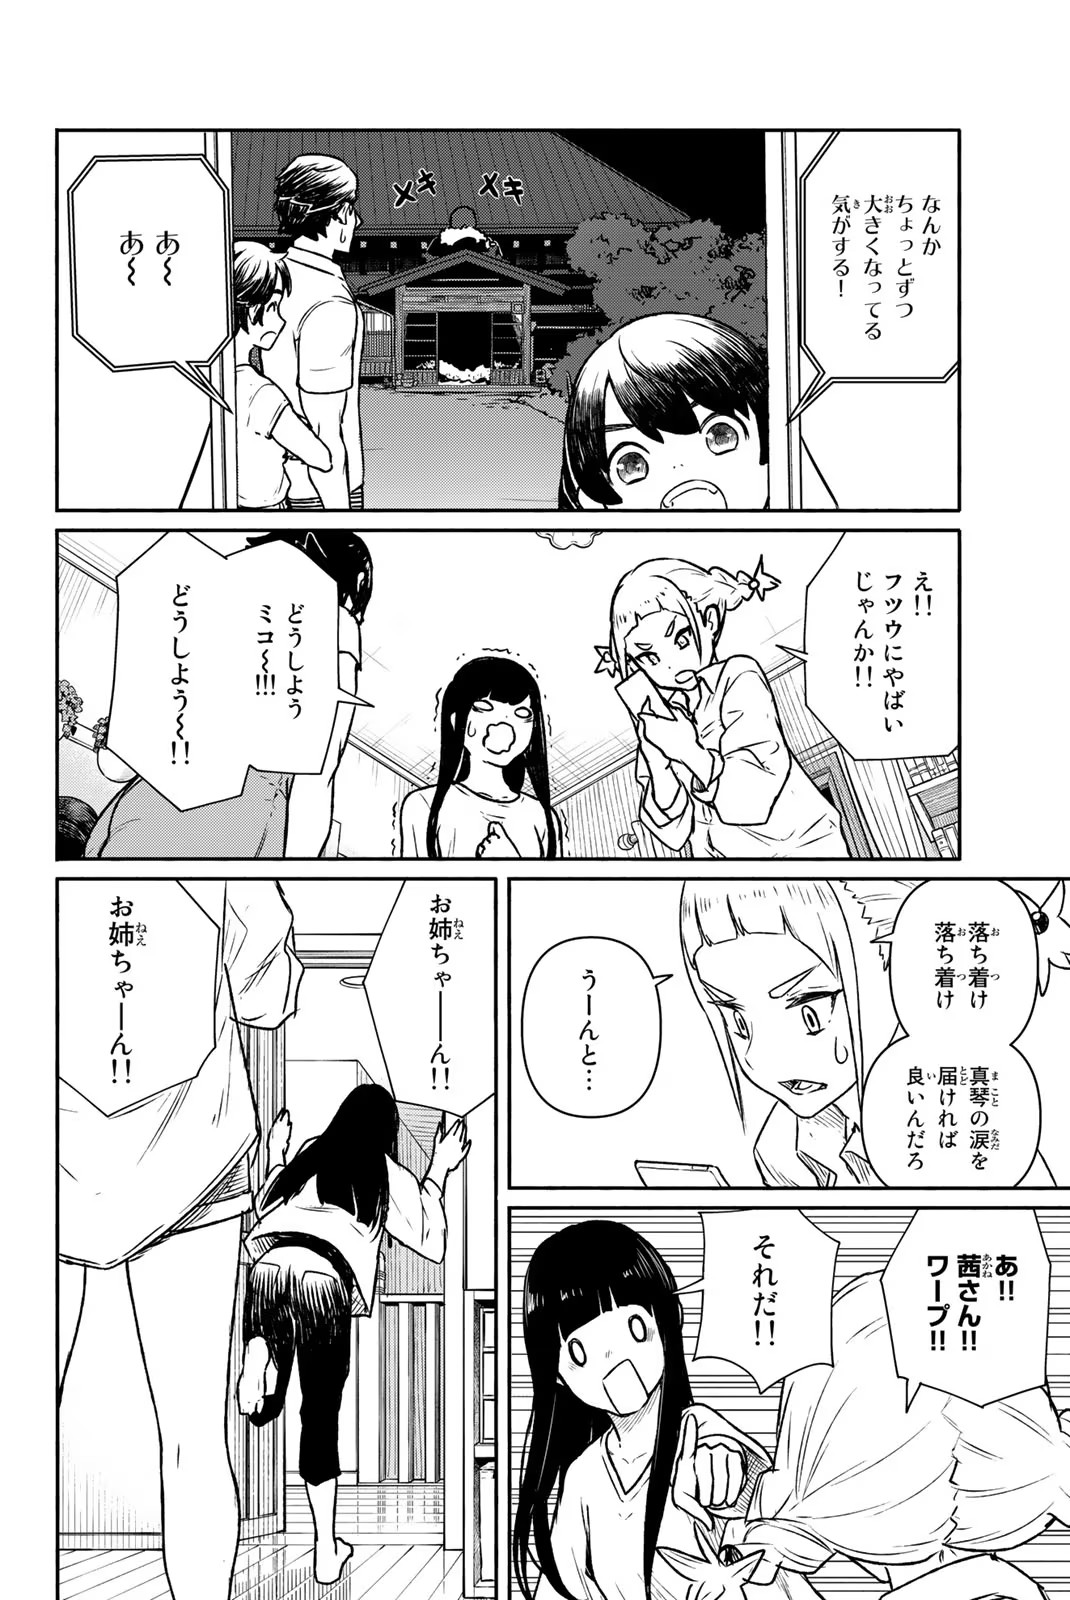 なんか
ちょっとずつ
大きくなってる
気がする!
メキ
メキ
あ〜
あ〜
え!!
フツウにやばい
じゃんか!!
どうしよう
ミコ〜!!!
どうしよう〜!!
落ち着け
落ち着け
真琴の涙を
届ければ
良いんだろ
うーんと…
あ!!
茜さん!!
ワープ!!
それだ!!
お姉ちゃーん!!
お姉ちゃーん!!